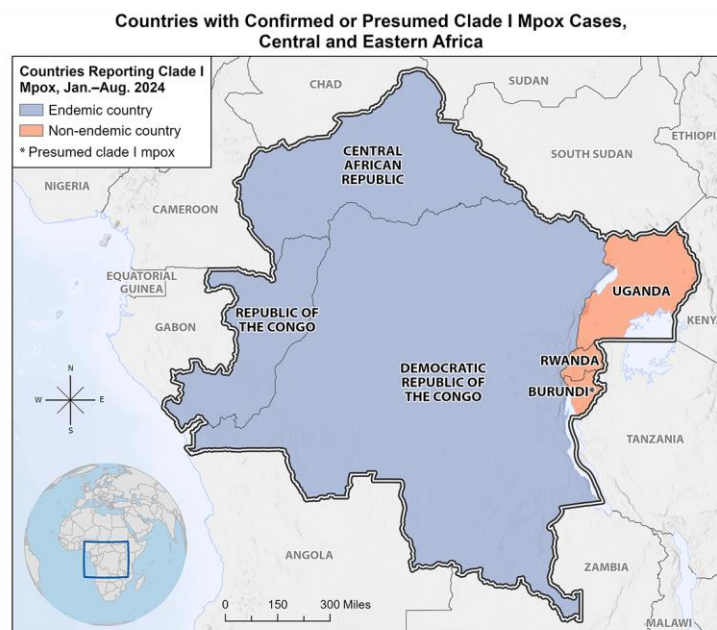 Countries with Confirmed or Presumed Clade I Mpox Cases,
Central and Eastern Africa
Countries Reporting Clade I
Mpox, Jan.–Aug. 2024
Endemic country
Non-endemic country
* Presumed clade I mpox
CHAD
SUDAN
ETHIOPI
NIGERIA
CENTRAL
AFRICAN
REPUBLIC
SOUTH SUDAN
CAMEROON
EQUATORIAL
GUINEA
UGANDA
GABON
REPUBLIC OF
THE CONGO
KENYA
RWANDA
DEMOCRATIC
REPUBLIC OF
THE CONGO
BURUNDI*
N
W
E
S
TANZANIA
ANGOLA
ZAMBIA
0
150
300 Miles
MALAWI